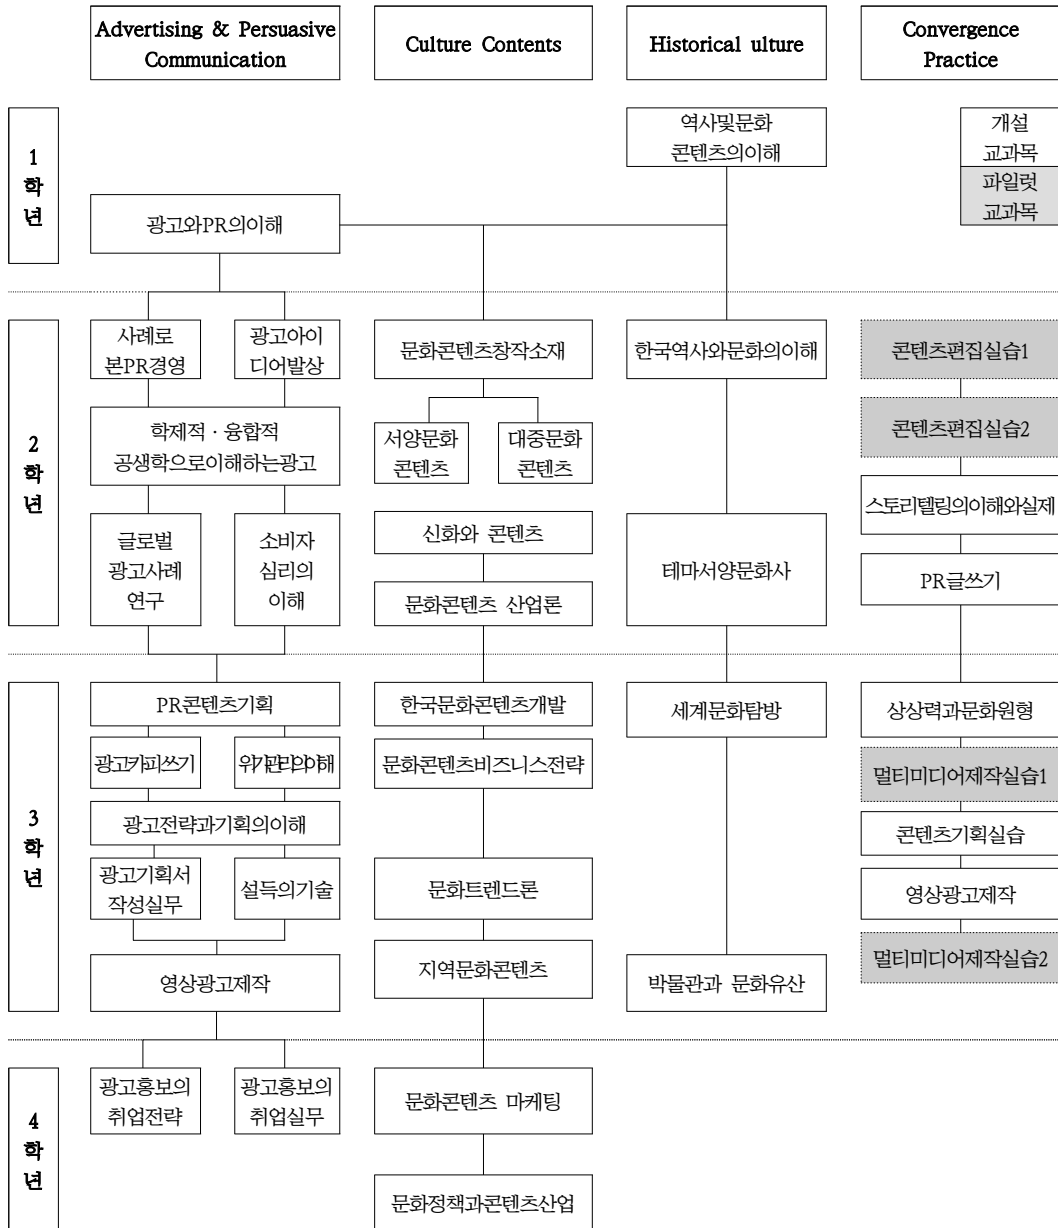 Advertising & Persuasive
Communication
Culture Contents
Historical ulture
Convergence
Practice
1
학
년
역사및문화
콘텐츠의이해
개설
교과목
파일럿
교과목
광고와PR의이해
2
학
년
사례로
본PR경영
광고아이
디어발상
문화콘텐츠창작소재
한국역사와문화의이해
콘텐츠편집실습1
학제적·융합적
공생학으로이해하는광고
서양문화
콘텐츠
대중문화
콘텐츠
콘텐츠편집실습2
스토리텔링의이해와실제
글로벌
광고사례
연구
소비자
심리의
이해
신화와 콘텐츠
문화콘텐츠 산업론
테마서양문화사
PR글쓰기
3
학
년
PR콘텐츠기획
한국문화콘텐츠개발
세계문화탐방
상상력과문화원형
광고카피쓰기
위기관리의이해
문화콘텐츠비즈니스전략
멀티미디어제작실습1
광고전략과기획의이해
콘텐츠기획실습
광고기획서
작성실무
설득의기술
문화트렌드론
영상광고제작
영상광고제작
지역문화콘텐츠
박물관과 문화유산
멀티미디어제작실습2
4
학
년
광고홍보의
취업전략
광고홍보의
취업실무
문화콘텐츠 마케팅
문화정책과콘텐츠산업